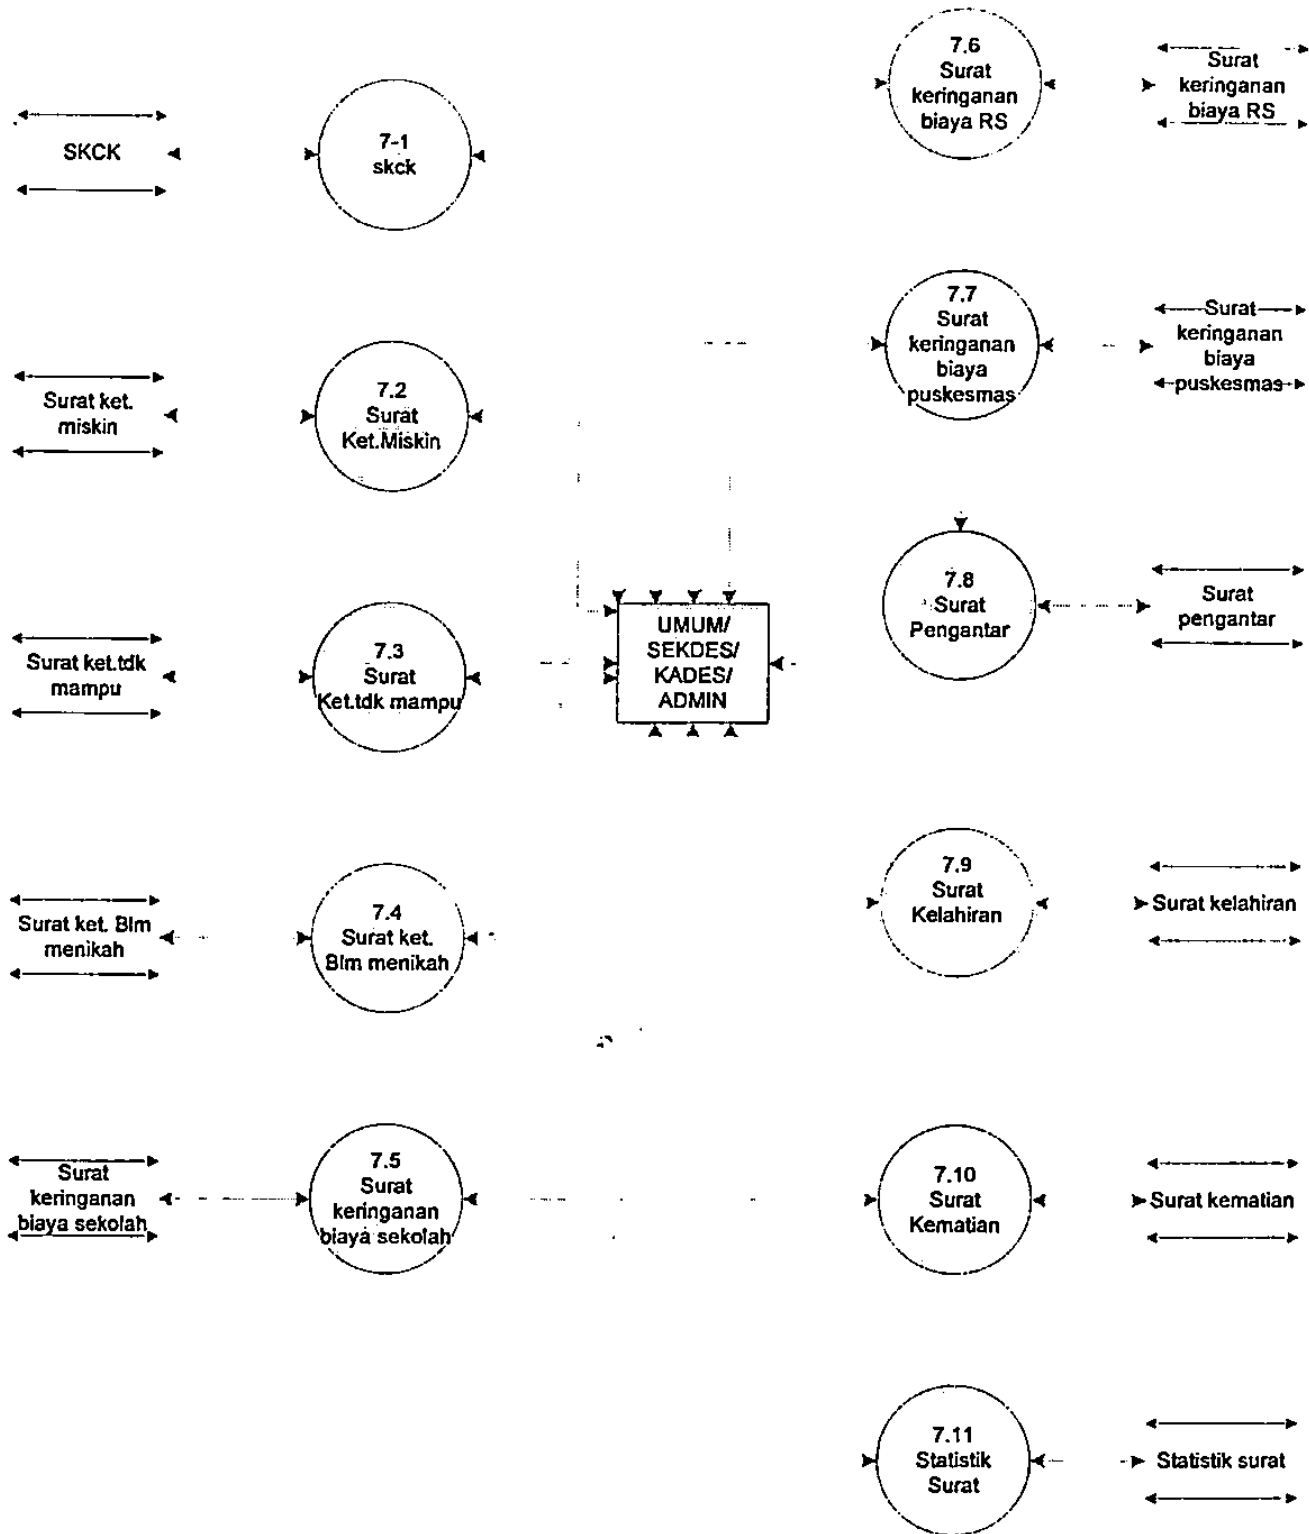 SKCK
7-1
skck
Surat ket.
miskin
7.2
Surat
Ket.Miskin
Surat ket.tdk
mampu
7.3
Surat
Ket.tdk mampu
Surat ket. Blm
menikah
7.4
Surat ket.
Blm menikah
Surat
keringanan
biaya sekolah
7.5
Surat
keringanan
biaya sekolah
UMUM/
SEKDES/
KADES/
ADMIN
7.6
Surat
keringanan
biaya RS
Surat
keringanan
biaya RS
7.7
Surat
keringanan
biaya
puskesmas
Surat
keringanan
biaya
puskesmas
7.8
Surat
Pengantar
Surat
pengantar
7.9
Surat
Kelahiran
Surat kelahiran
7.10
Surat
Kematian
Surat kematian
7.11
Statistik
Surat
Statistik surat